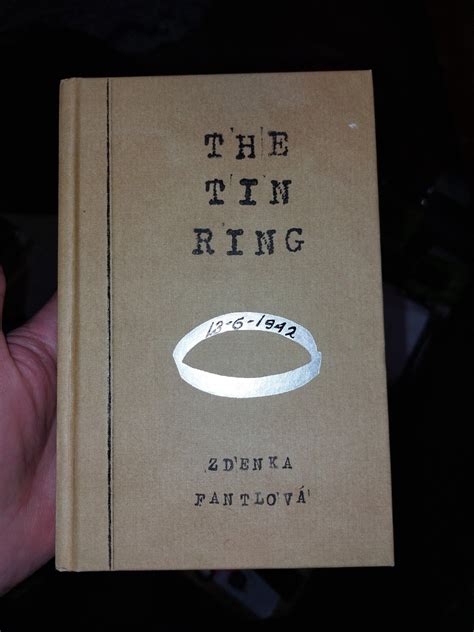 THE
TIN
RING
13-6-1942
ZDENKA
FANTLOVÁ